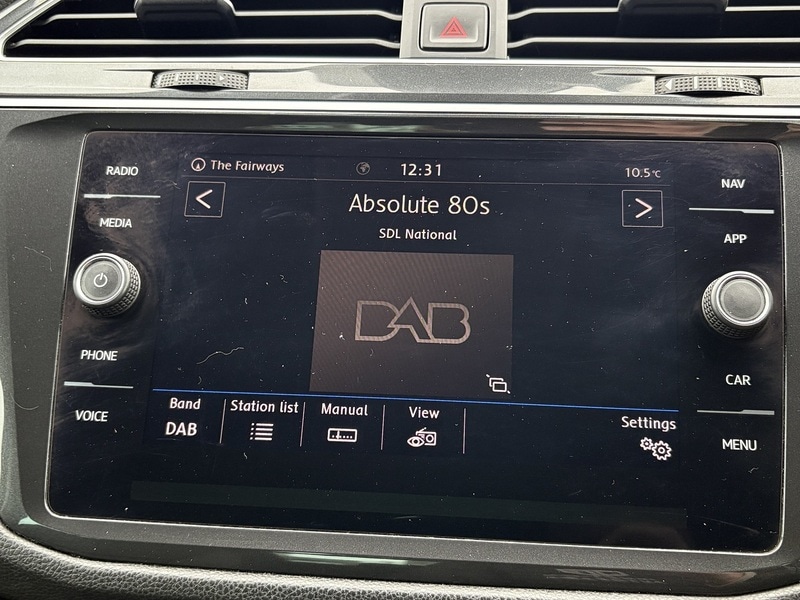 The Fairways 12:31 10.5°C
Absolute 80s
SDL National
DAB
Band Station list Manual View Settings
DAB
RADIO
MEDIA
PHONE
VOICE
NAV
APP
CAR
MENU